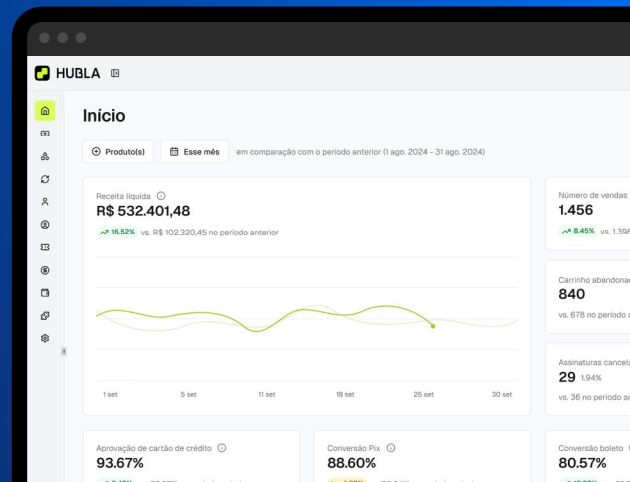 HUBLA
Início
Produto(s) Esse mês em comparação com o período anterior (1 ago. 2024 - 31 ago. 2024)
Receita líquida
R$ 532.401,48
16.52% vs. R$ 102.320,45 no período anterior
1 set 5 set 11 set 18 set 25 set 30 set
Número de vendas
1.456
8.45% vs. 1.398
Carrinho abandonad
840
vs. 678 no período a
Assinaturas cancela
29 1.94%
vs. 36 no período an
Aprovação de cartão de crédito
93.67%
Conversão Pix
88.60%
Conversão boleto
80.57%